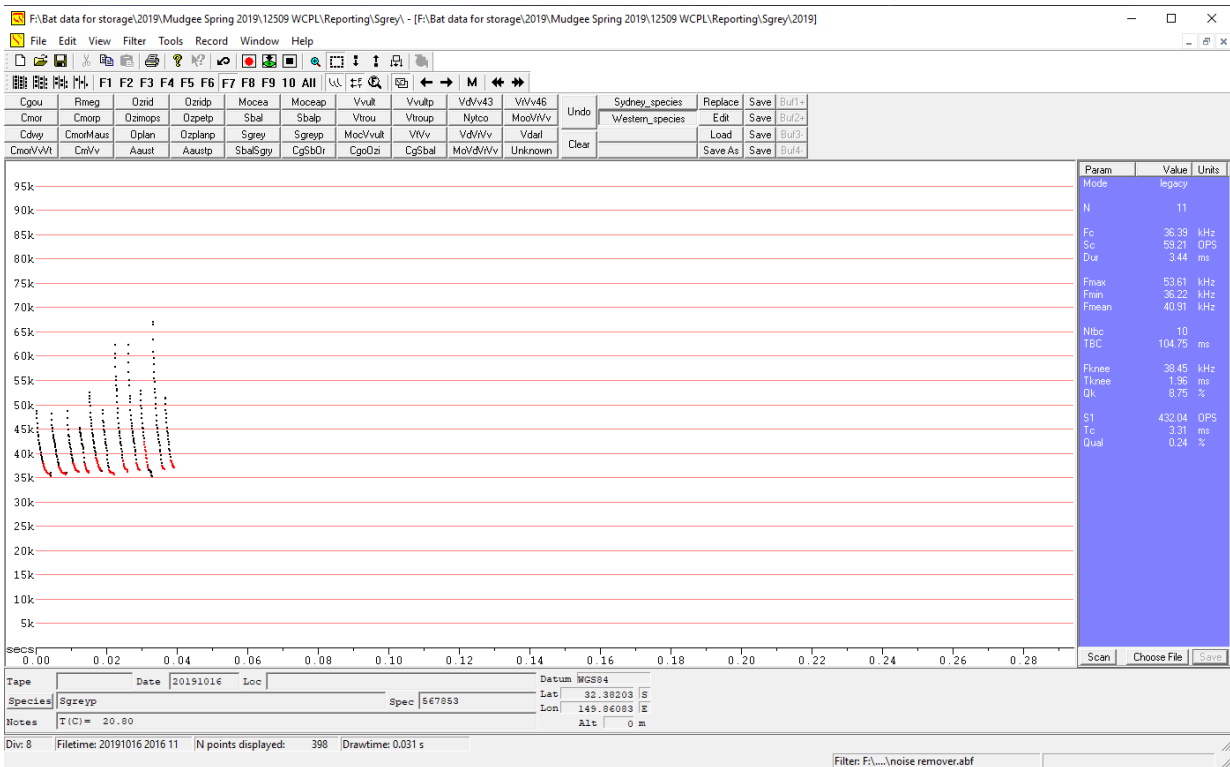 F:\Bat data for storage\2019\Mudgee Spring 2019\12509 WCPL\Reporting\Sgrey\ - [F:\Bat data for storage\2019\Mudgee Spring 2019\12509 WCPL\Reporting\Sgrey\2019]
File Edit View Filter Tools Record Window Help
F1 F2 F3 F4 F5 F6 F7 F8 F9 10 All M
Cgou Rmeg Ozrid Ozridp Mocea Moceap Vvult Vvultp VdVv43 VrVv46 Undo Sydney_species Replace Save Buf1+
Cmor Cmorp Ozimops Ozpetp Sbal Sbalp Vtrou Vtroup Nytco MooVrVv Western_species Edit Save Buf2+
Cdwy CmorMaus Oplan Ozplanp Sgrey Sgreyp MocVvult VtVv VdVrVv Vdarl Clear Load Save Buf3-
CmorVvVt CmVv Aaust Aaustp SbalSgry CgSbOr CgoOzi CgSbal MoVdVrVv Unknown Save As Save Buf4-
Param Value Units
Mode legacy
N 11
Fc 36.39 kHz
Sc 59.21 OPS
Dur 3.44 ms
Fmax 53.61 kHz
Fmin 36.22 kHz
Fmean 40.91 kHz
Ntbc 10
TBC 104.75 ms
Fknee 38.45 kHz
Tknee 1.96 ms
Qk 8.75 %
S1 432.04 OPS
Tc 3.31 ms
Qual 0.24 %
95k
90k
85k
80k
75k
70k
65k
60k
55k
50k
45k
40k
35k
30k
25k
20k
15k
10k
5k
secs
0.00 0.02 0.04 0.06 0.08 0.10 0.12 0.14 0.16 0.18 0.20 0.22 0.24 0.26 0.28
Scan Choose File Save
Tape Date 20191016 Loc Datum WGS84
Lat 32.38203 S
Species Sgreyp Spec 567853
Lon 149.86083 E
Notes T(C)= 20.80
Alt 0 m
Div: 8 Filetime: 20191016 2016 11 N points displayed: 398 Drawtime: 0.031 s
Filter: F:\....\noise remover.abf